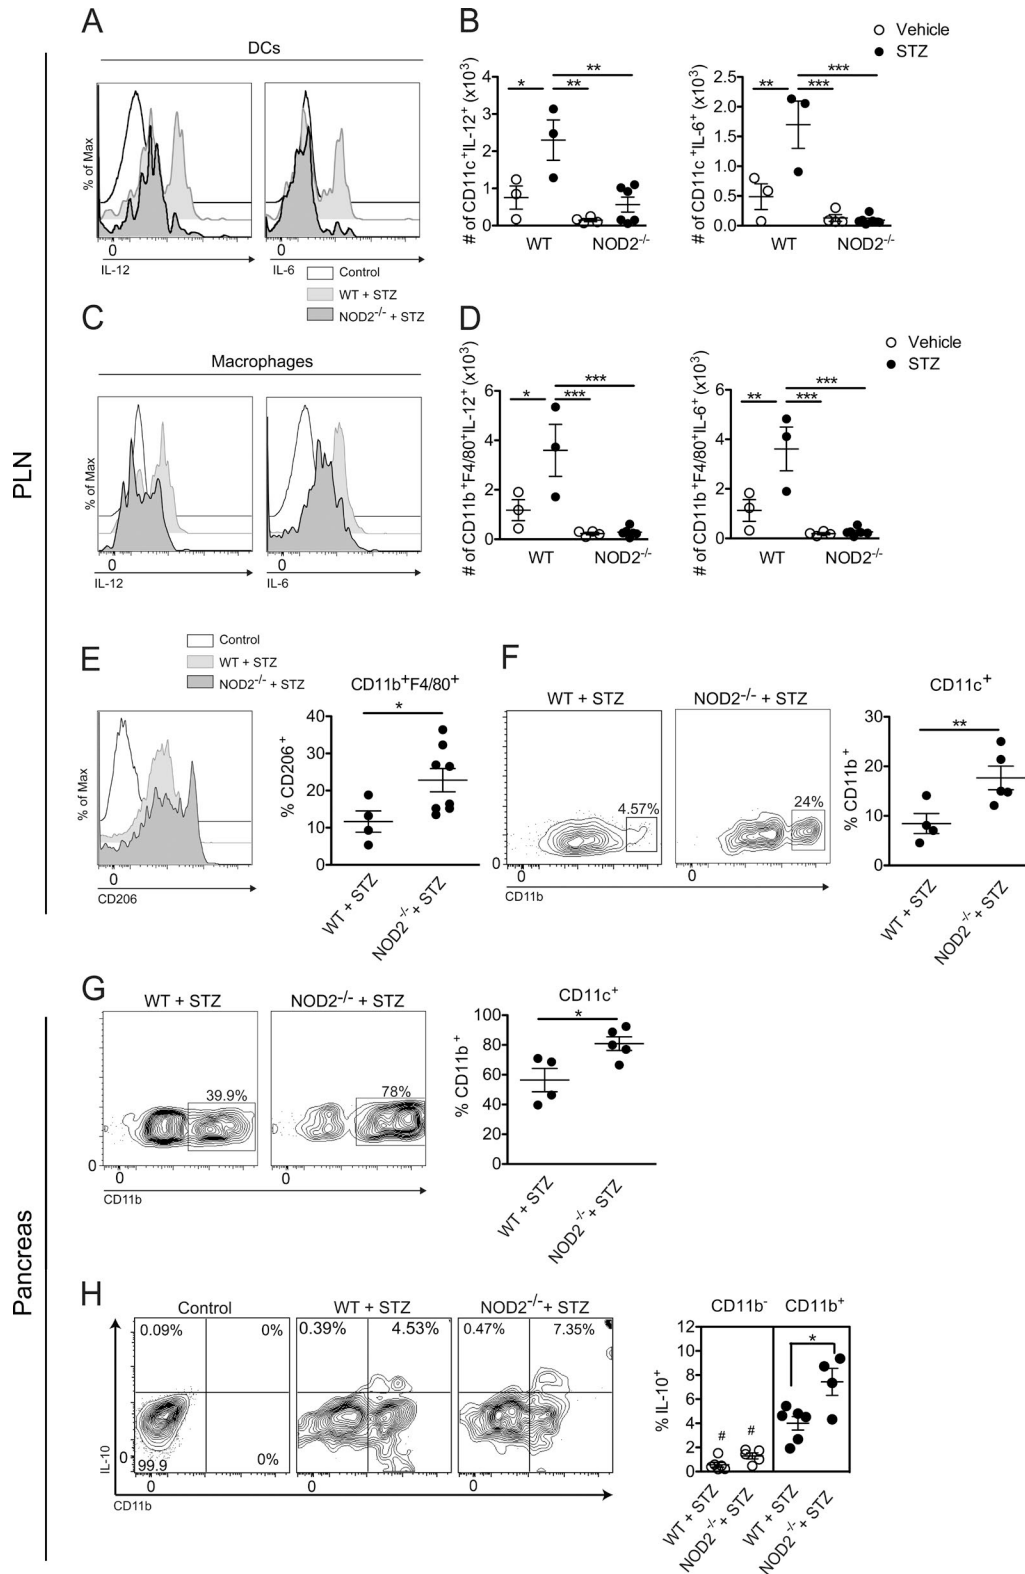 PLN
A
DCs
% of Max
0
IL-12
0
IL-6
Control
WT + STZ
NOD2-/- + STZ
B
Vehicle
STZ
# of CD11c+IL-12+ (x103)
4
3
2
1
0
*
**
**
WT
NOD2-/-
# of CD11c+IL-6+ (x103)
2.5
2.0
1.5
1.0
0.5
0.0
**
***
***
WT
NOD2-/-
C
Macrophages
% of Max
0
IL-12
0
IL-6
D
Vehicle
STZ
# of CD11b+F4/80+IL-12+ (x103)
6
4
2
0
*
***
***
WT
NOD2-/-
# of CD11b+F4/80+IL-6+ (x103)
6
4
2
0
**
***
***
WT
NOD2-/-
E
Control
WT + STZ
NOD2-/- + STZ
% of Max
0
CD206
CD11b+F4/80+
*
% CD206+
40
30
20
10
0
WT + STZ
NOD2-/- + STZ
F
WT + STZ
4.57%
0
0
CD11b
NOD2-/- + STZ
24%
0
CD11c+
**
% CD11b+
30
20
10
0
WT + STZ
NOD2-/- + STZ
Pancreas
G
WT + STZ
39.9%
0
0
CD11b
NOD2-/- + STZ
78%
0
CD11c+
*
% CD11b+
100
80
60
40
20
0
WT + STZ
NOD2-/- + STZ
H
Control
0.09%
0%
99.9
0%
IL-10
0
0
CD11b
WT + STZ
0.39%
4.53%
0
NOD2-/- + STZ
0.47%
7.35%
0
CD11b-
CD11b+
% IL-10+
12
10
8
6
4
2
0
#
#
*
WT + STZ
NOD2-/- + STZ
WT + STZ
NOD2-/- + STZ